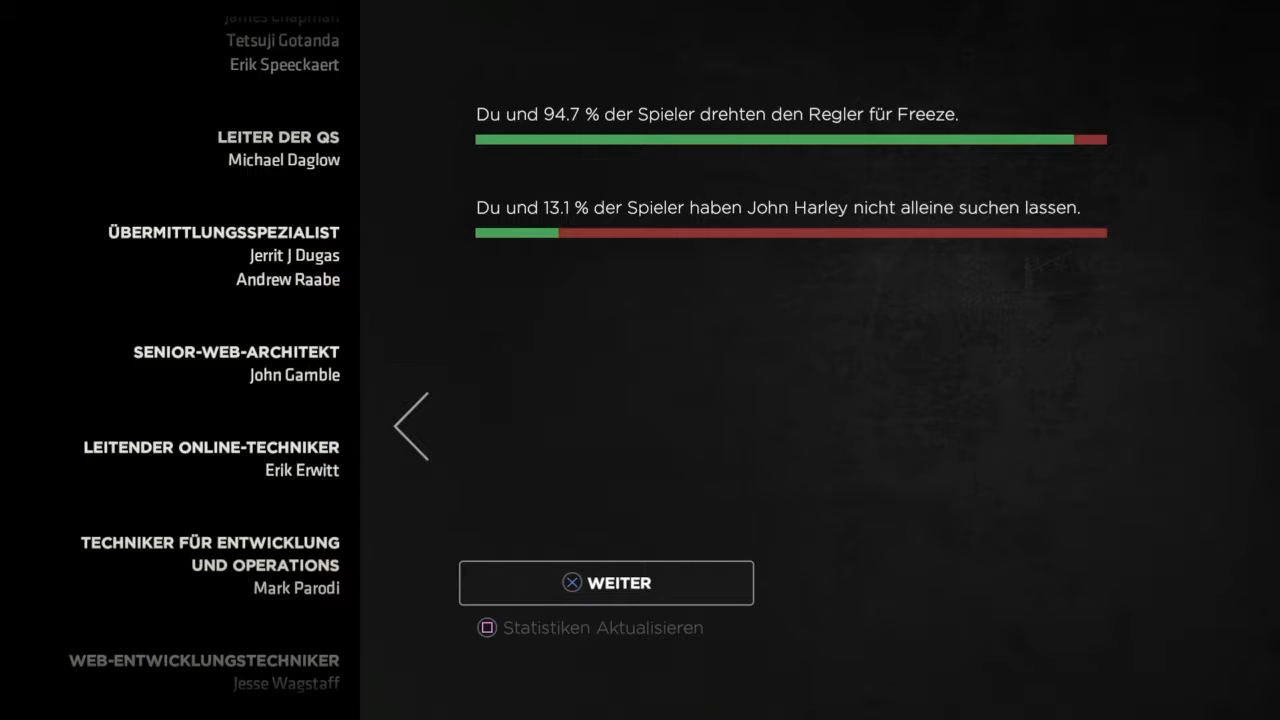 James Chapman
Tetsuji Gotanda
Erik Speeckaert
LEITER DER QS
Michael Daglow
ÜBERMITTLUNGSSPEZIALIST
Jerrit J Dugas
Andrew Raabe
SENIOR-WEB-ARCHITEKT
John Gamble
LEITENDER ONLINE-TECHNIKER
Erik Erwitt
TECHNIKER FÜR ENTWICKLUNG
UND OPERATIONS
Mark Parodi
WEB-ENTWICKLUNGSTECHNIKER
Jesse Wagstaff
Du und 94.7 % der Spieler drehten den Regler für Freeze.
Du und 13.1 % der Spieler haben John Harley nicht alleine suchen lassen.
WEITER
Statistiken Aktualisieren